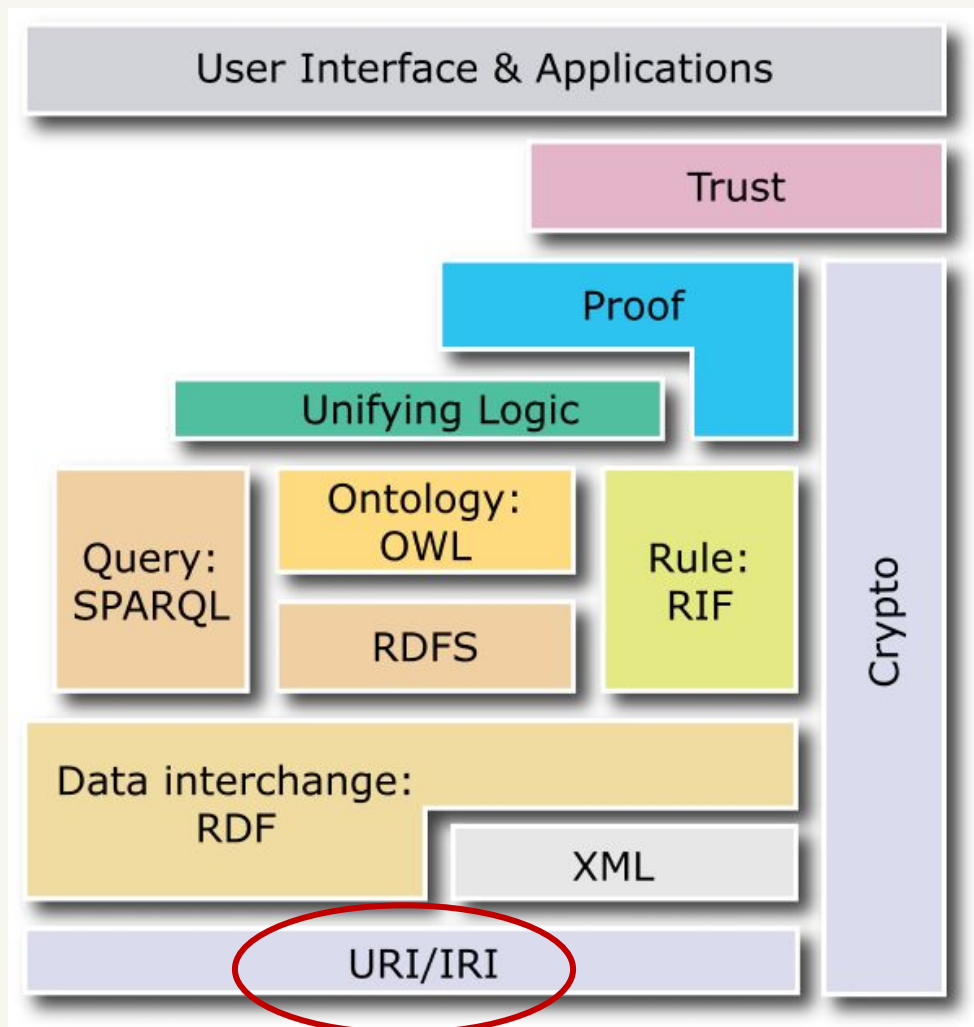 User Interface & Applications
Trust
Proof
Unifying Logic
Query:
SPARQL
Ontology:
OWL
RDFS
Rule:
RIF
Crypto
Data interchange:
RDF
XML
URI/IRI